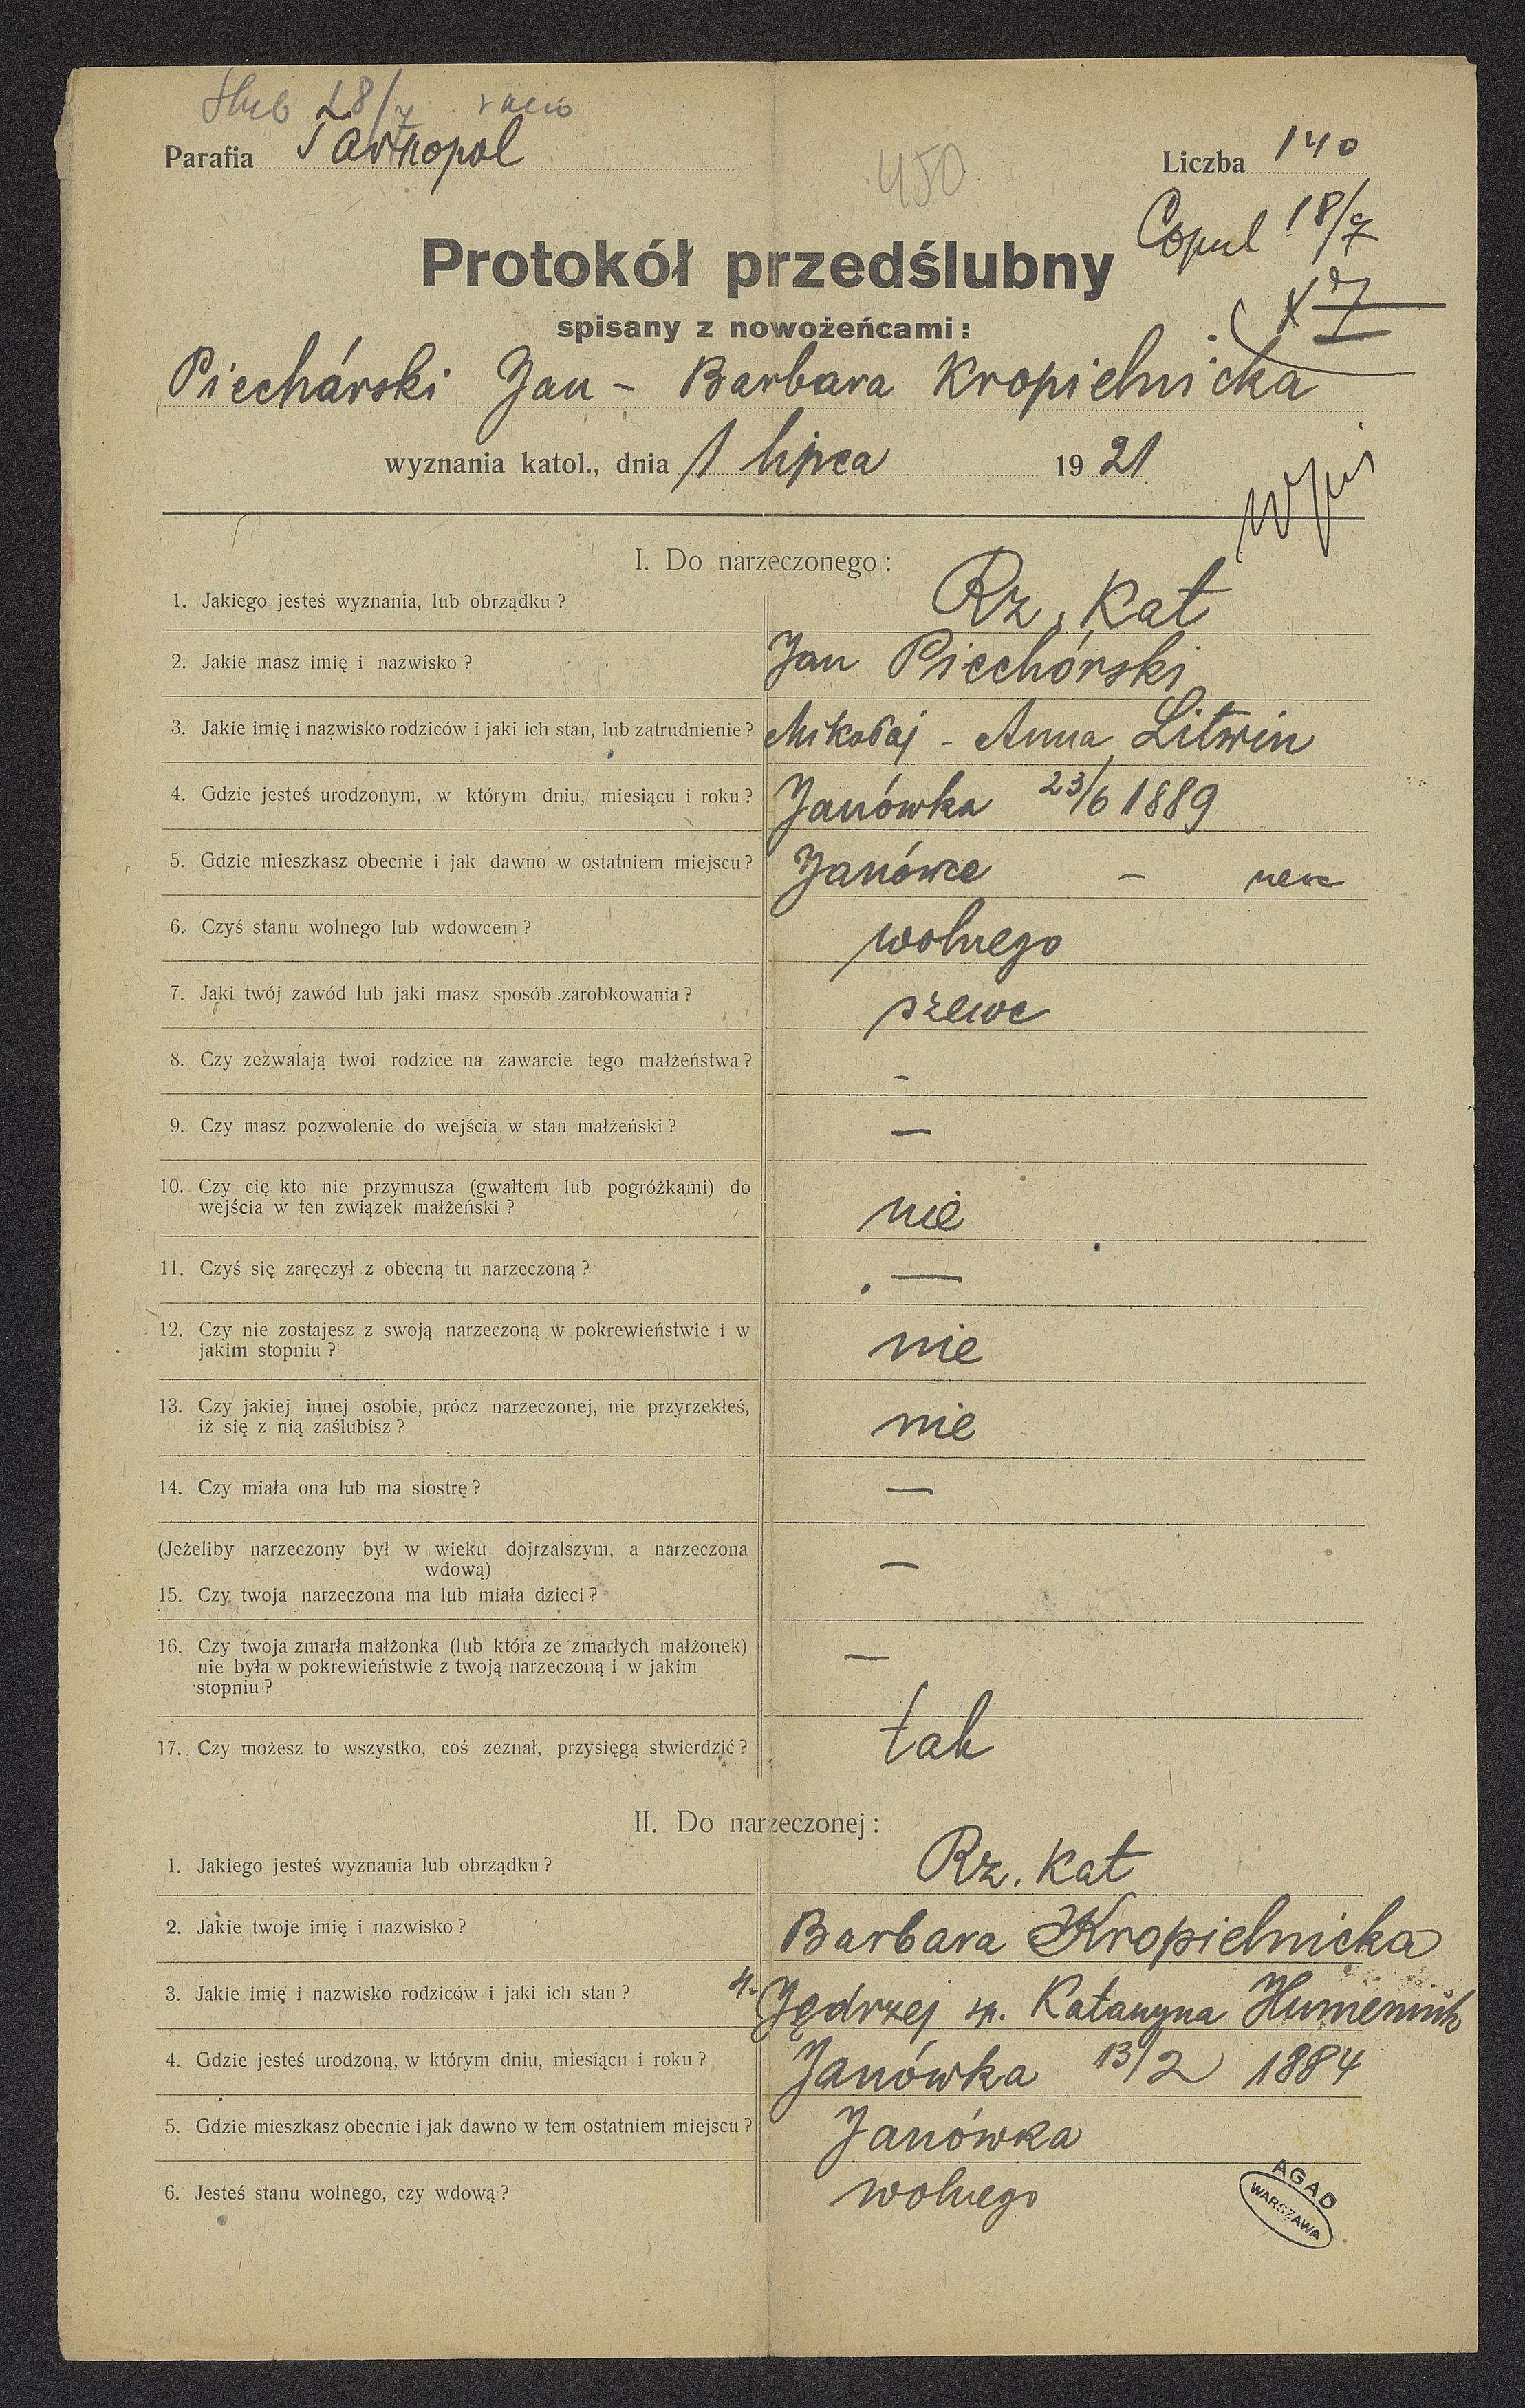 Ślub 18/7 rano
Parafia Tarnopol
450
Liczba 140
Copul 18/7
Protokół przedślubny
X 7
spisany z nowożeńcami:
Piechórski Jan - Barbara Kropielnicka
wyznania katol., dnia 1 lipca 1921
I. Do narzeczonego:
1. Jakiego jesteś wyznania, lub obrządku? Rz. kat
2. Jakie masz imię i nazwisko? Jan Piechórski
3. Jakie imię i nazwisko rodziców i jaki ich stan, lub zatrudnienie? Mikołaj - Anna Litwin
4. Gdzie jesteś urodzonym, w którym dniu, miesiącu i roku? Janówka 23/6 1889
5. Gdzie mieszkasz obecnie i jak dawno w ostatniem miejscu? Janówce —
6. Czyś stanu wolnego lub wdowcem? wolnego
7. Jaki twój zawód lub jaki masz sposób zarobkowania? szewc
8. Czy zezwalają twoi rodzice na zawarcie tego małżeństwa? -
9. Czy masz pozwolenie do wejścia w stan małżeński? —
10. Czy cię kto nie przymusza (gwałtem lub pogróżkami) do
wejścia w ten związek małżeński? nie
11. Czyś się zaręczył z obecną tu narzeczoną? —
12. Czy nie zostajesz z swoją narzeczoną w pokrewieństwie i w
jakim stopniu? nie
13. Czy jakiej innej osobie, prócz narzeczonej, nie przyrzekłeś,
iż się z nią zaślubisz? nie
14. Czy miała ona lub ma siostrę? —
(Jeżeliby narzeczony był w wieku dojrzalszym, a narzeczona
wdową) —
15. Czy twoja narzeczona ma lub miała dzieci?
16. Czy twoja zmarła małżonka (lub która ze zmarłych małżonek) —
nie była w pokrewieństwie z twoją narzeczoną i w jakim
stopniu?
17. Czy możesz to wszystko, coś zeznał, przysięgą stwierdzić? tak
II. Do narzeczonej:
1. Jakiego jesteś wyznania lub obrządku? Rz. kat
2. Jakie twoje imię i nazwisko? Barbara Kropielnicka
3. Jakie imię i nazwisko rodziców i jaki ich stan? Jędrzej Katarzyna Humeniuk
4. Gdzie jesteś urodzoną, w którym dniu, miesiącu i roku? Janówka 13/2 1884
5. Gdzie mieszkasz obecnie i jak dawno w tem ostatniem miejscu? Janówka
6. Jesteś stanu wolnego, czy wdową? wolnego
AGAD
WARSZAWA